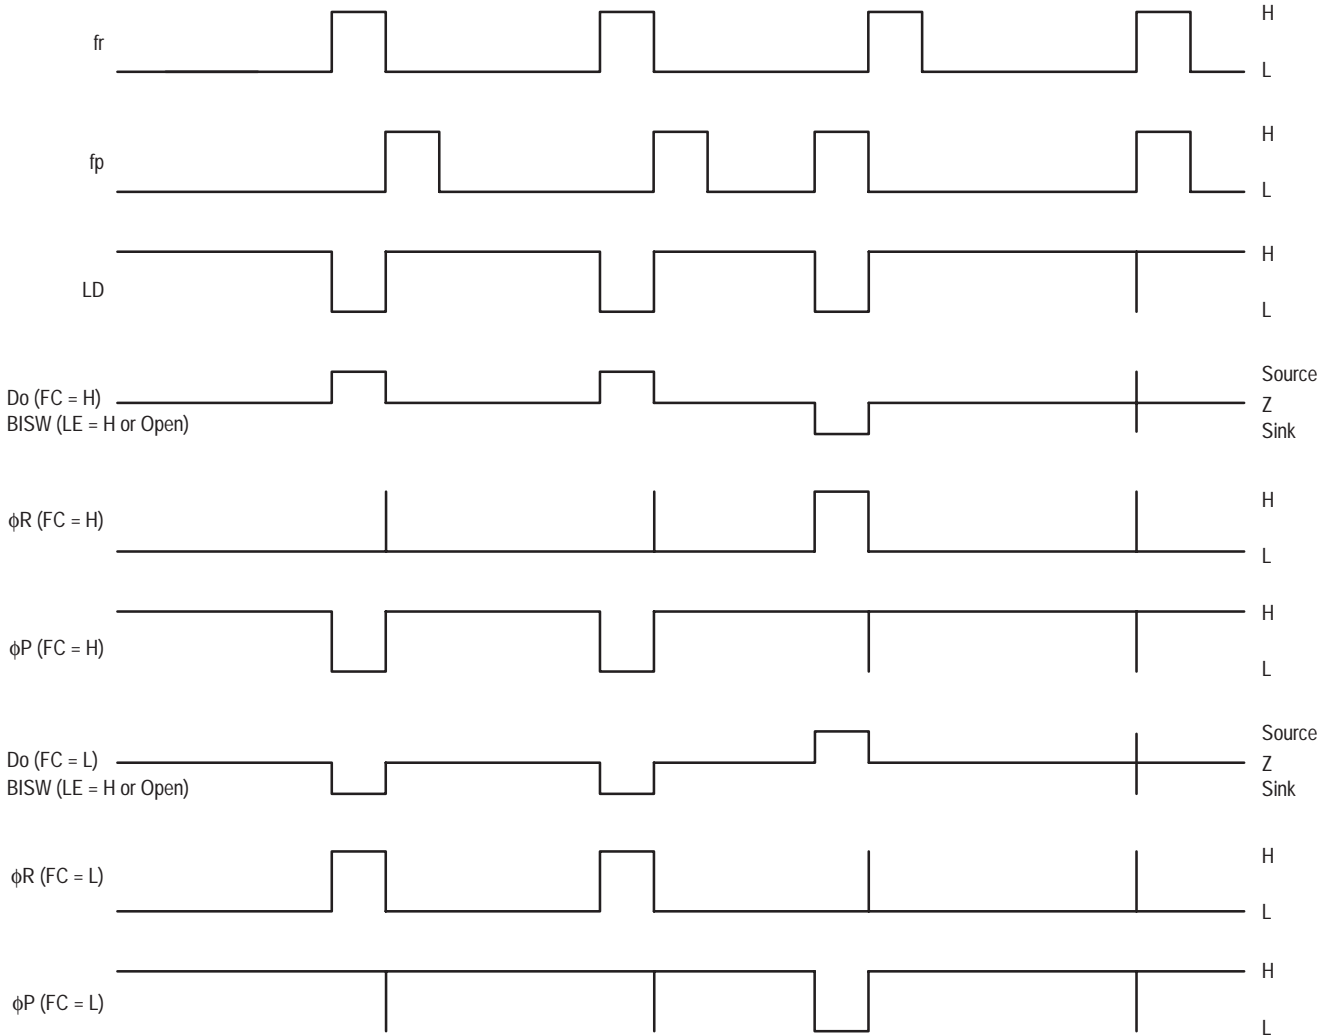 fr
H
L
fp
H
L
LD
H
L
Do (FC = H)
BISW (LE = H or Open)
Source
Z
Sink
ϕR (FC = H)
H
L
ϕP (FC = H)
H
L
Do (FC = L)
BISW (LE = H or Open)
Source
Z
Sink
ϕR (FC = L)
H
L
ϕP (FC = L)
H
L